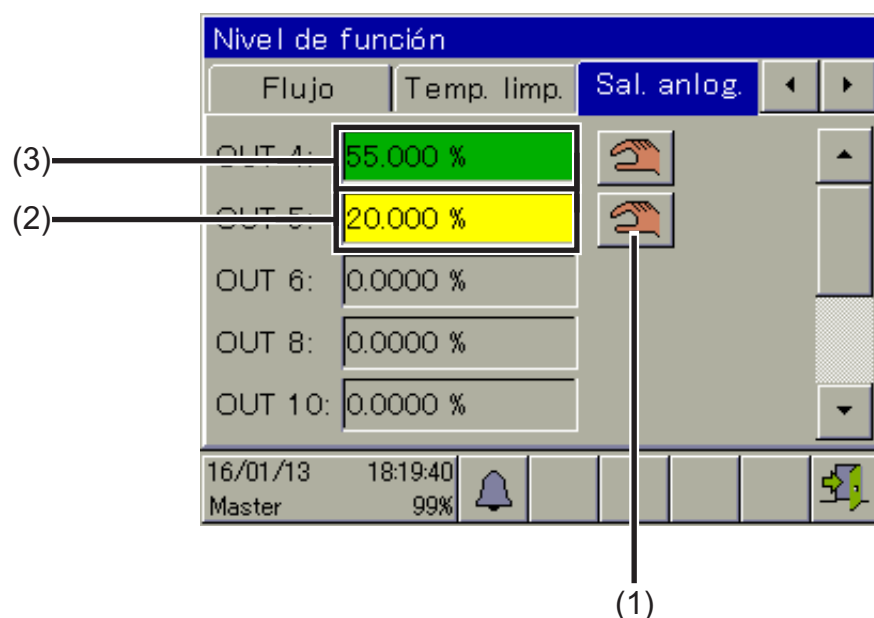 Nivel de función
Flujo Temp. limp. Sal. anlog.
(3) OUT 4: 55.000 %
(2) OUT 5: 20.000 %
OUT 6: 0.0000 %
OUT 8: 0.0000 %
OUT 10: 0.0000 %
16/01/13 18:19:40
Master 99%
(1)